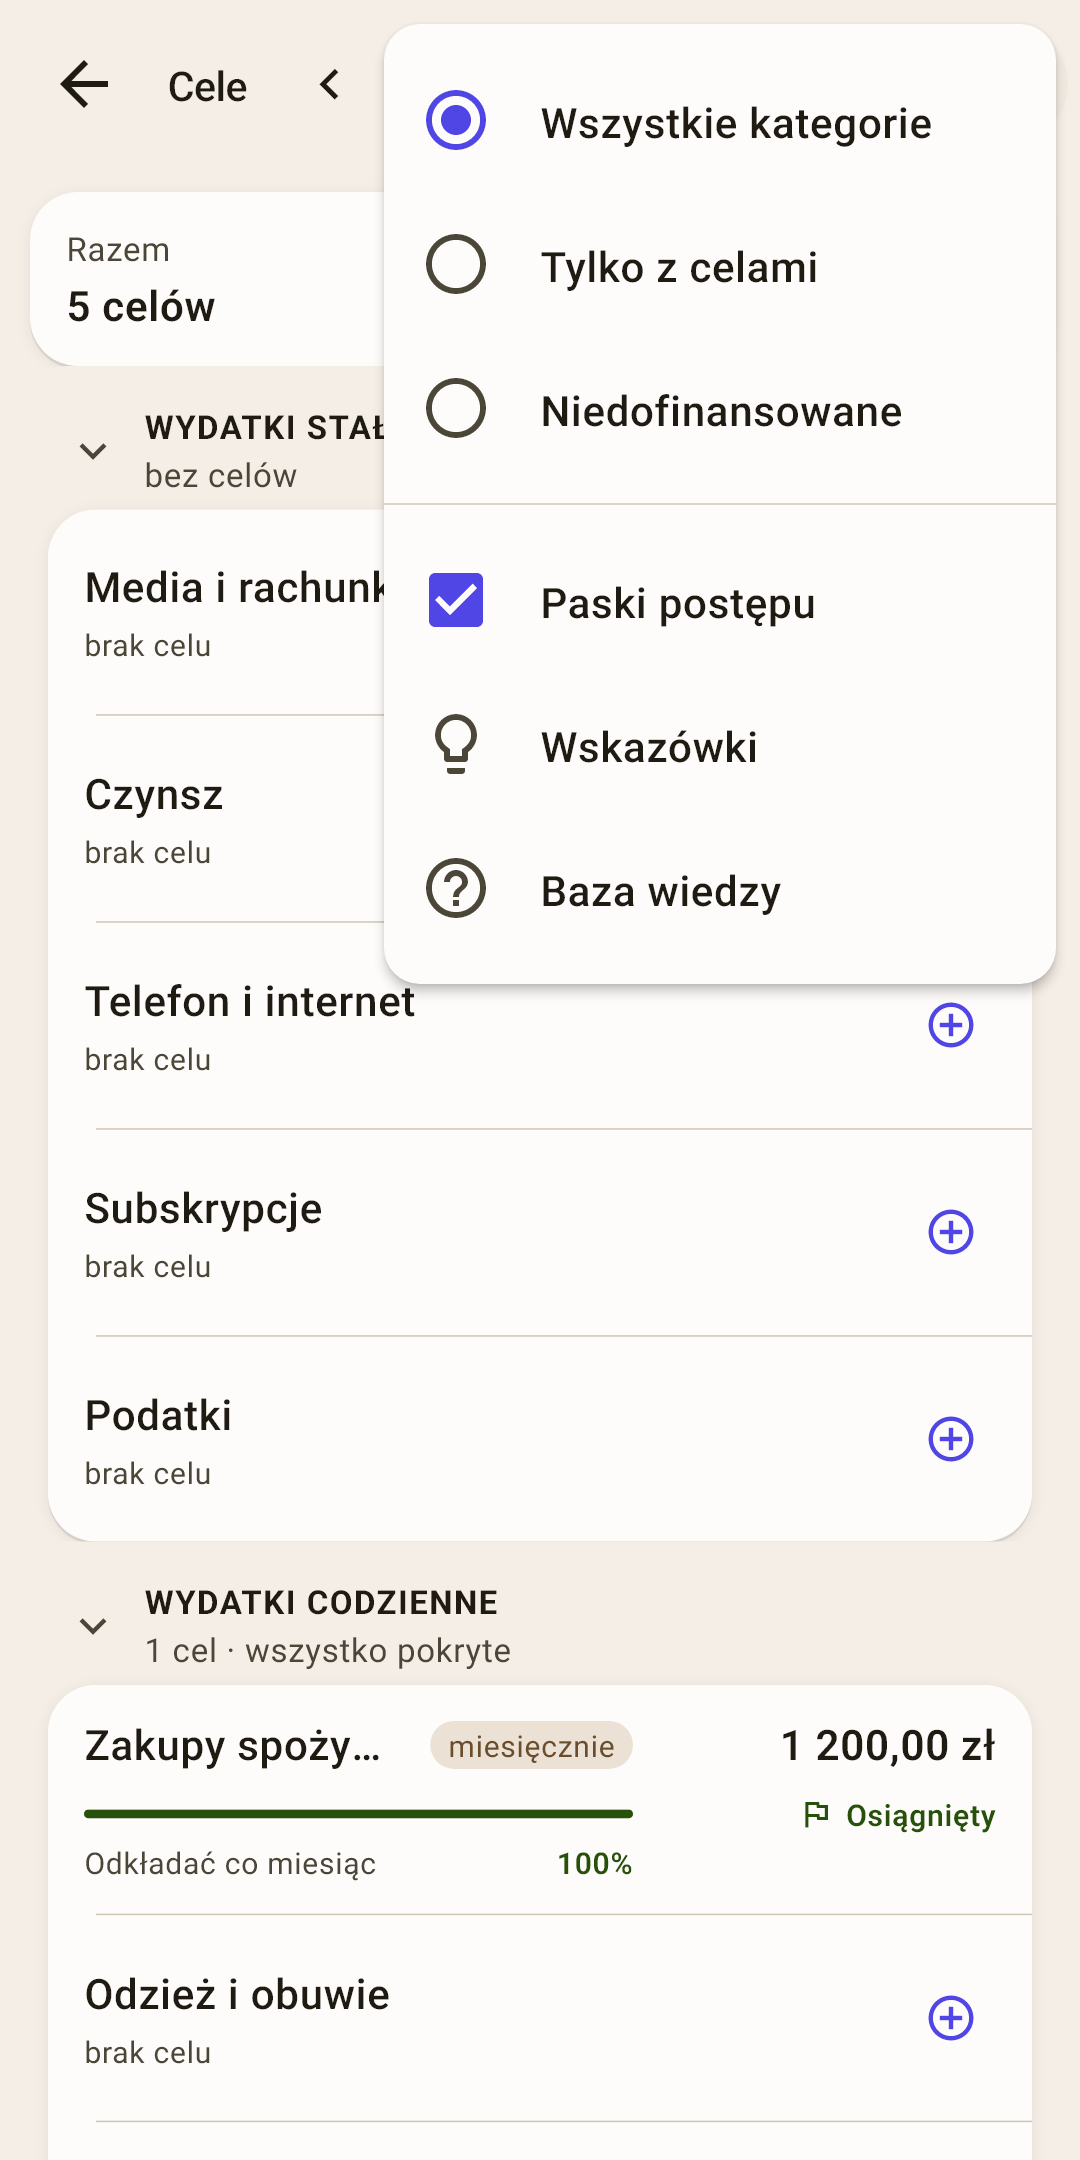 Cele
Wszystkie kategorie
Tylko z celami
Niedofinansowane
Paski postępu
Wskazówki
Baza wiedzy
Razem
5 celów
WYDATKI STAŁ
bez celów
Media i rachunk
brak celu
Czynsz
brak celu
Telefon i internet
brak celu
Subskrypcje
brak celu
Podatki
brak celu
WYDATKI CODZIENNE
1 cel · wszystko pokryte
Zakupy spoży… miesięcznie 1 200,00 zł
Osiągnięty
Odkładać co miesiąc 100%
Odzież i obuwie
brak celu